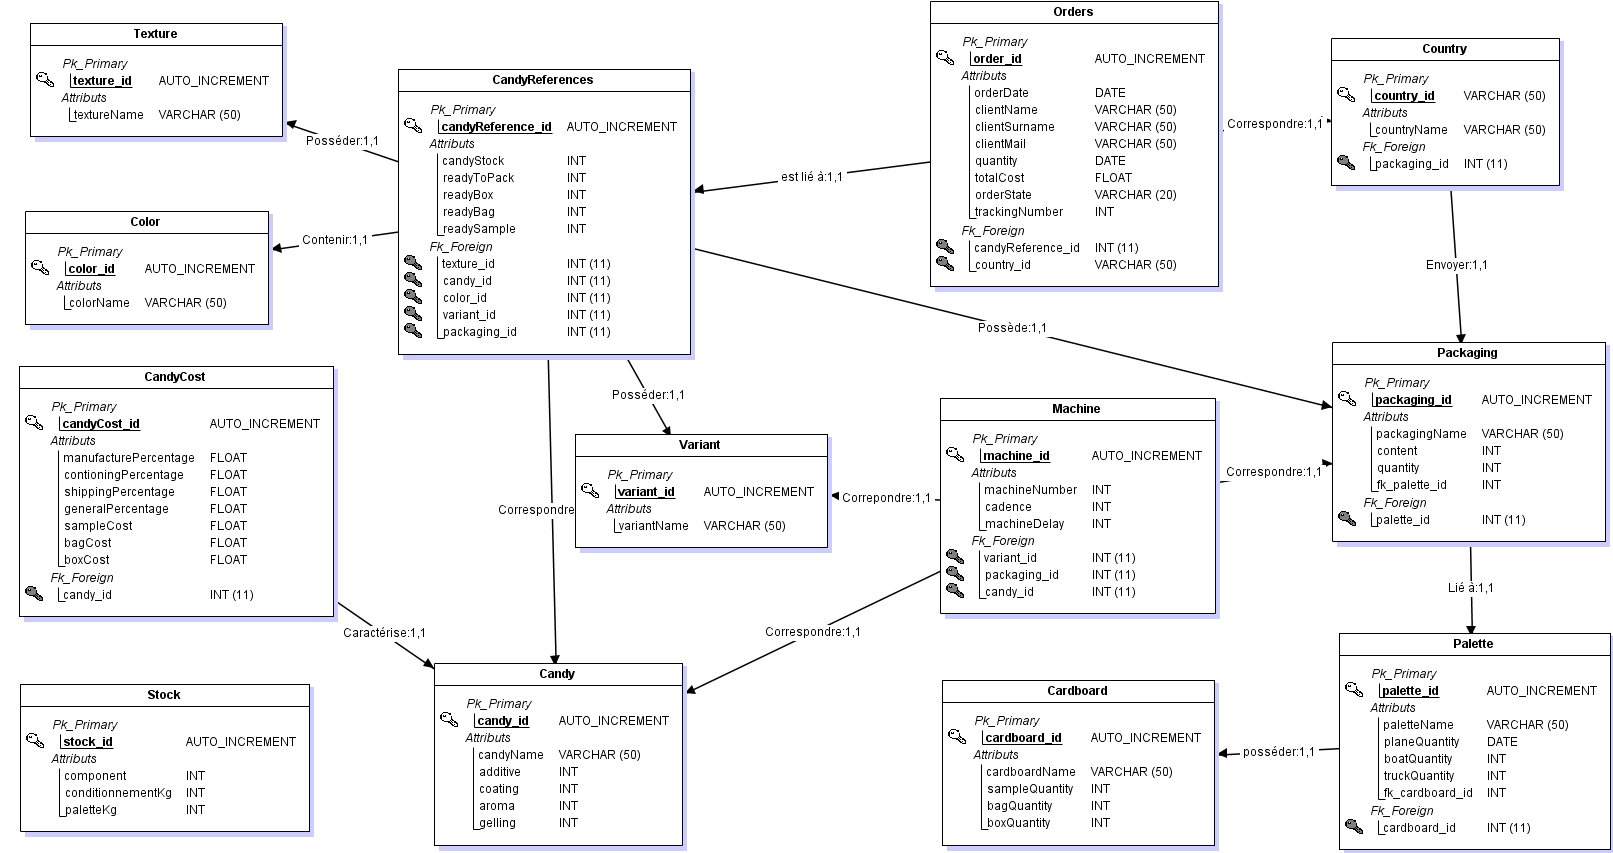 Texture
Pk_Primary
texture_id AUTO_INCREMENT
Attributs
textureName VARCHAR (50)
Color
Pk_Primary
color_id AUTO_INCREMENT
Attributs
colorName VARCHAR (50)
CandyCost
Pk_Primary
candyCost_id AUTO_INCREMENT
Attributs
manufacturePercentage FLOAT
contioningPercentage FLOAT
shippingPercentage FLOAT
generalPercentage FLOAT
sampleCost FLOAT
bagCost FLOAT
boxCost FLOAT
Fk_Foreign
candy_id INT (11)
Stock
Pk_Primary
stock_id AUTO_INCREMENT
Attributs
component INT
conditionnementKg INT
paletteKg INT
Posséder:1,1
Contenir:1,1
Caractérise:1,1
CandyReferences
Pk_Primary
candyReference_id AUTO_INCREMENT
Attributs
candyStock INT
readyToPack INT
readyBox INT
readyBag INT
readySample INT
Fk_Foreign
texture_id INT (11)
candy_id INT (11)
color_id INT (11)
variant_id INT (11)
packaging_id INT (11)
Correspondre
Posséder:1,1
Variant
Pk_Primary
variant_id AUTO_INCREMENT
Attributs
variantName VARCHAR (50)
Candy
Pk_Primary
candy_id AUTO_INCREMENT
Attributs
candyName VARCHAR (50)
additive INT
coating INT
aroma INT
gelling INT
est lié à:1,1
Possède:1,1
Correpondre:1,1
Correspondre:1,1
Orders
Pk_Primary
order_id AUTO_INCREMENT
Attributs
orderDate DATE
clientName VARCHAR (50)
clientSurname VARCHAR (50)
clientMail VARCHAR (50)
quantity DATE
totalCost FLOAT
orderState VARCHAR (20)
trackingNumber INT
Fk_Foreign
candyReference_id INT (11)
country_id VARCHAR (50)
Machine
Pk_Primary
machine_id AUTO_INCREMENT
Attributs
machineNumber INT
cadence INT
machineDelay INT
Fk_Foreign
variant_id INT (11)
packaging_id INT (11)
candy_id INT (11)
Cardboard
Pk_Primary
cardboard_id AUTO_INCREMENT
Attributs
cardboardName VARCHAR (50)
sampleQuantity INT
bagQuantity INT
boxQuantity INT
Correspondre:1,1
Correspondre:1,1
posséder:1,1
Country
Pk_Primary
country_id VARCHAR (50)
Attributs
countryName VARCHAR (50)
Fk_Foreign
packaging_id INT (11)
Envoyer:1,1
Packaging
Pk_Primary
packaging_id AUTO_INCREMENT
Attributs
packagingName VARCHAR (50)
content INT
quantity INT
fk_palette_id INT
Fk_Foreign
palette_id INT (11)
Lié à:1,1
Palette
Pk_Primary
palette_id AUTO_INCREMENT
Attributs
paletteName VARCHAR (50)
planeQuantity DATE
boatQuantity INT
truckQuantity INT
fk_cardboard_id INT
Fk_Foreign
cardboard_id INT (11)